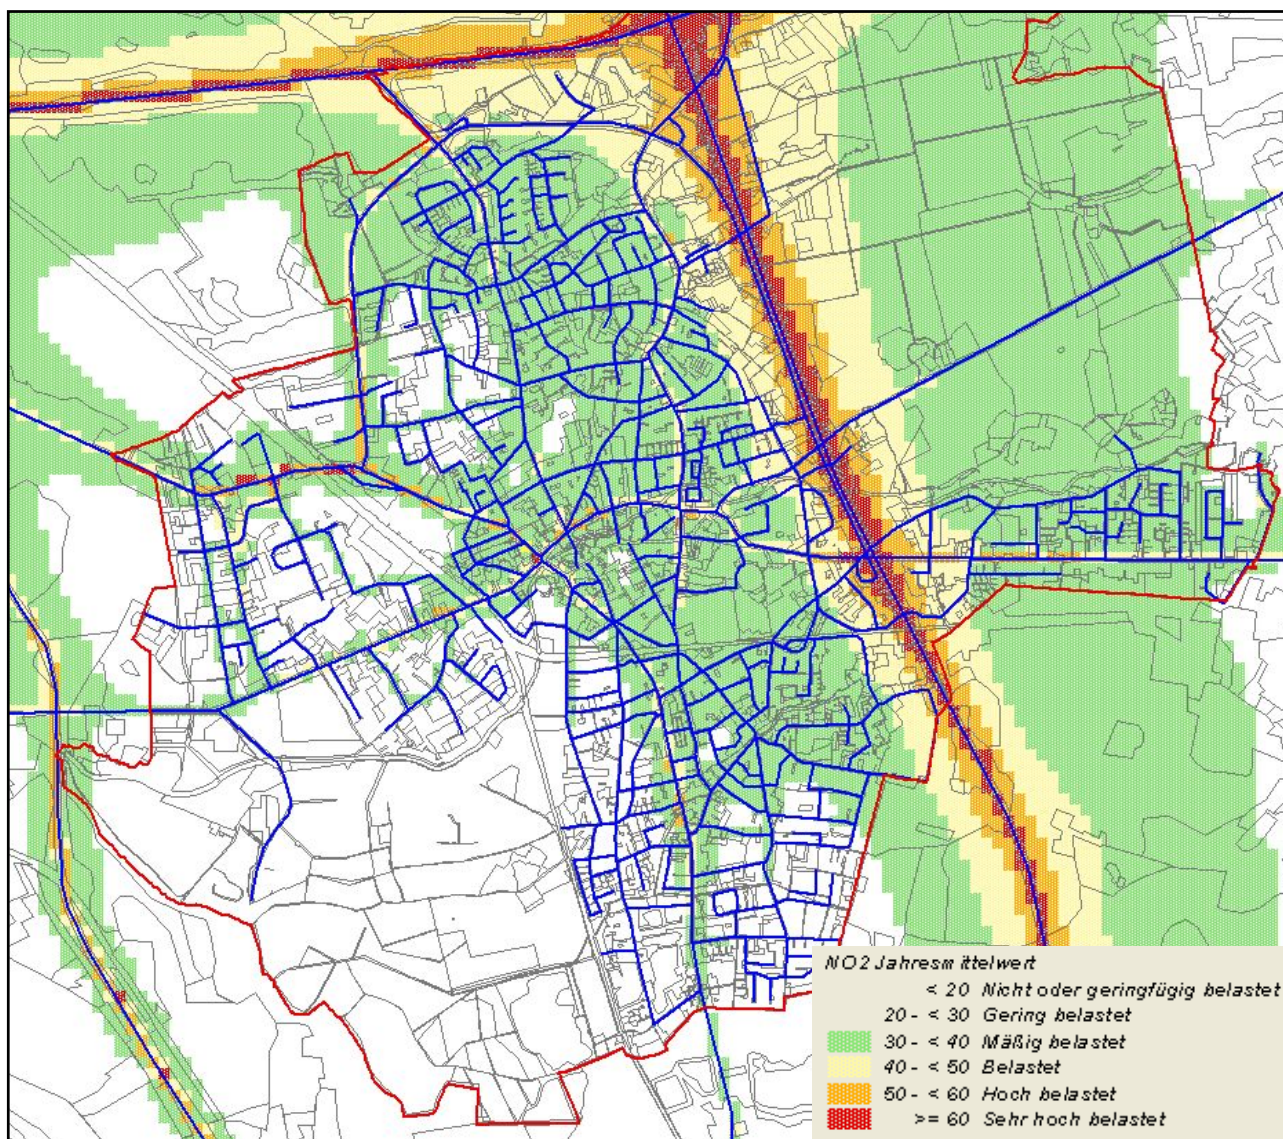 NO2 Jahresmittelwert
< 20 Nicht oder geringfügig belastet
20 - < 30 Gering belastet
30 - < 40 Mäßig belastet
40 - < 50 Belastet
50 - < 60 Hoch belastet
>= 60 Sehr hoch belastet